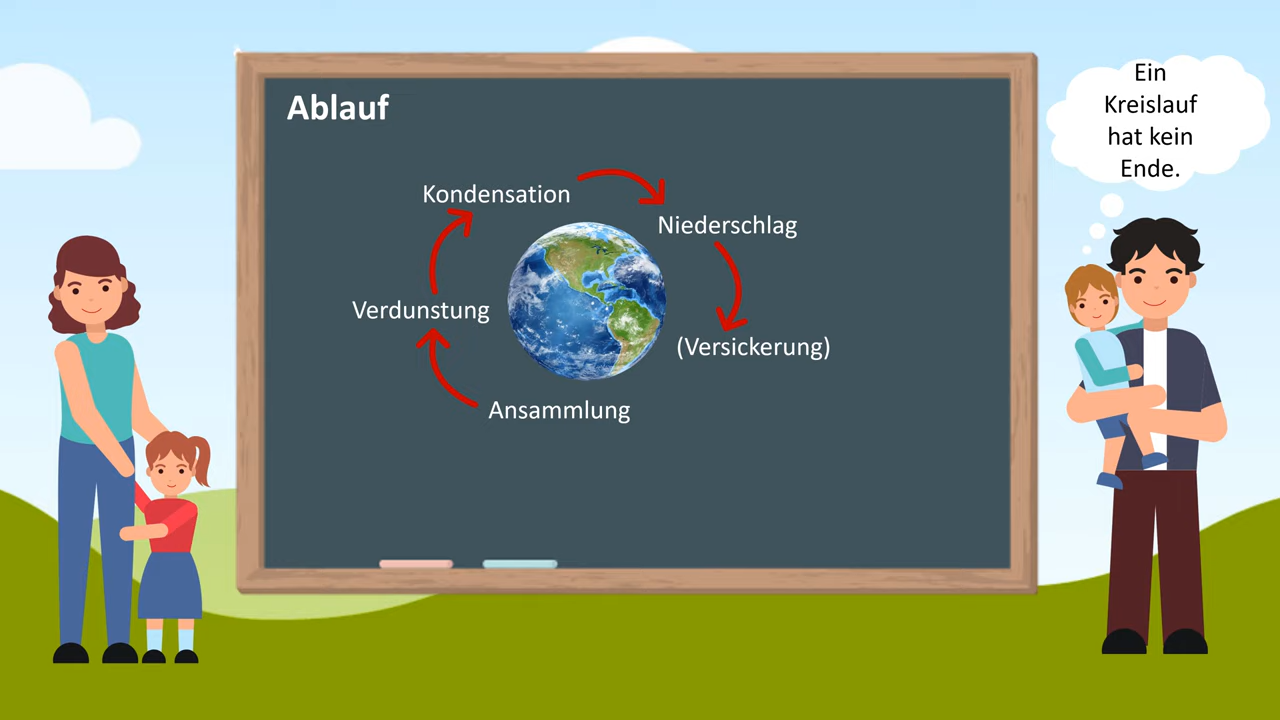 Ablauf
Ein
Kreislauf
hat kein
Ende.
Kondensation
Niederschlag
Verdunstung
(Versickerung)
Ansammlung